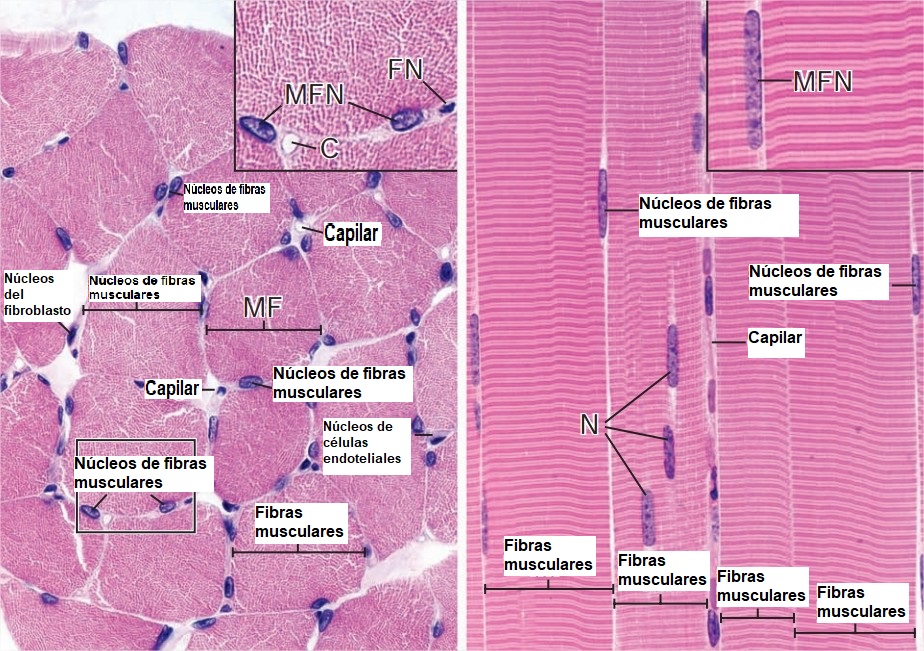 FN
MFN
C
Núcleos de fibras
musculares
Capilar
Núcleos
del
fibroblasto
Núcleos de fibras
musculares
MF
Capilar
Núcleos de fibras
musculares
Núcleos de
células
endoteliales
Núcleos de fibras
musculares
Fibras
musculares
MFN
Núcleos de fibras
musculares
Núcleos de fibras
musculares
Capilar
N
Fibras
musculares
Fibras
musculares
Fibras
musculares
Fibras
musculares